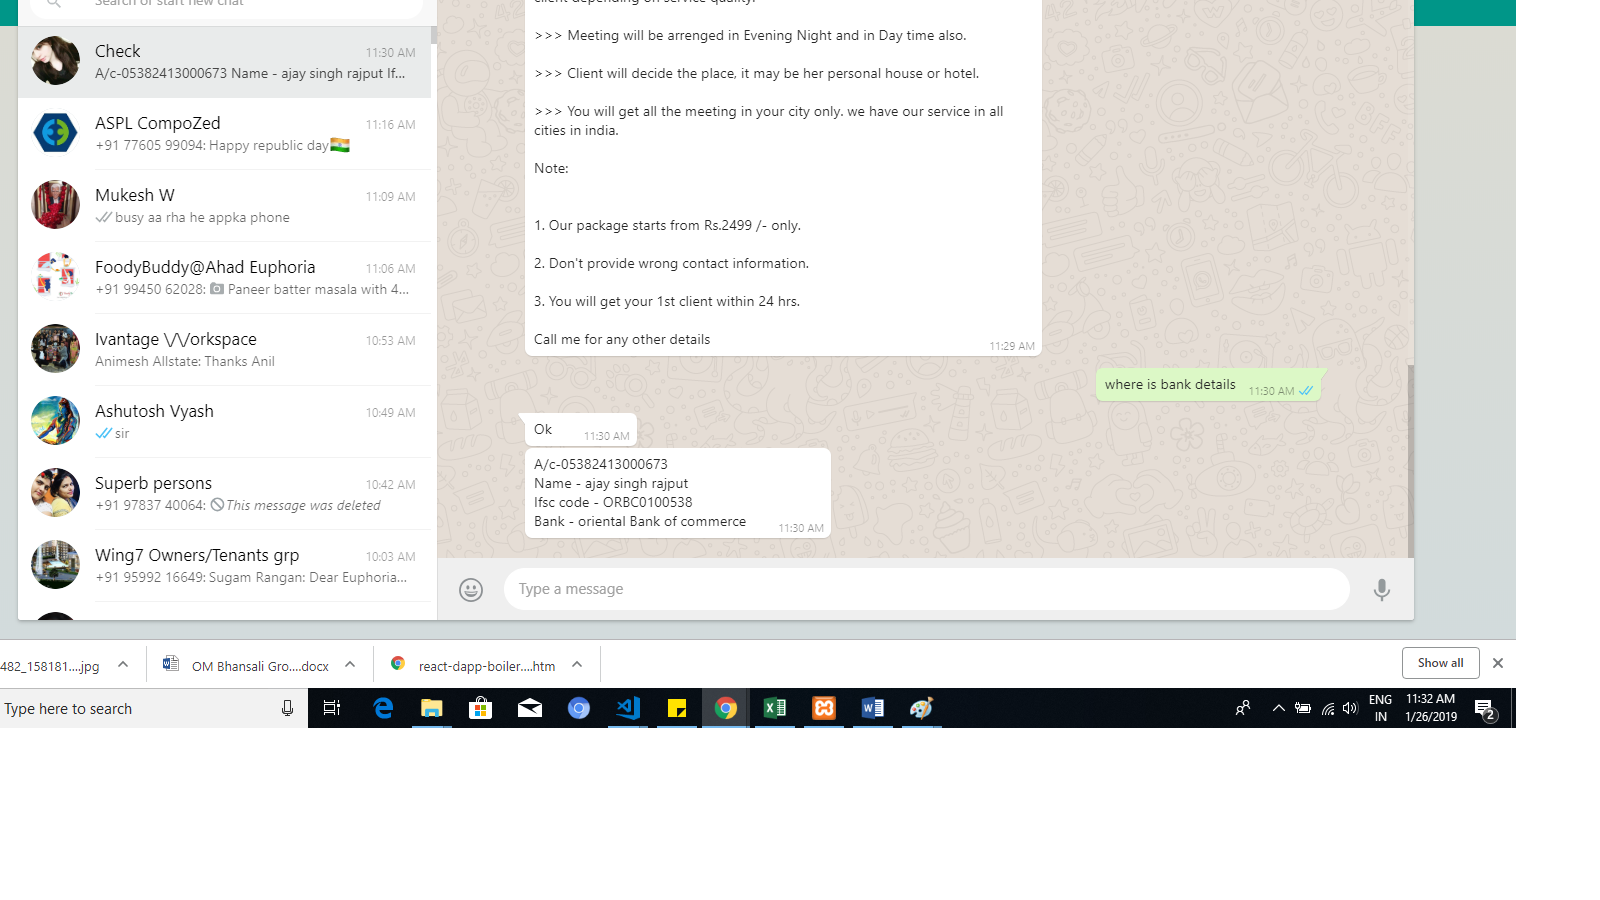 Search or start new chat
Check 11:30 AM
A/c-05382413000673 Name - ajay singh rajput If...
ASPL CompoZed 11:16 AM
+91 77605 99094: Happy republic day🇮🇳
Mukesh W 11:09 AM
busy aa rha he appka phone
FoodyBuddy@Ahad Euphoria 11:06 AM
+91 99450 62028: Paneer batter masala with 4...
Ivantage \/\/orkspace 10:53 AM
Animesh Allstate: Thanks Anil
Ashutosh Vyash 10:49 AM
sir
Superb persons 10:42 AM
+91 97837 40064: This message was deleted
Wing7 Owners/Tenants grp 10:03 AM
+91 95992 16649: Sugam Rangan: Dear Euphoria...
client depending on service quality.
>>> Meeting will be arrenged in Evening Night and in Day time also.
>>> Client will decide the place, it may be her personal house or hotel.
>>> You will get all the meeting in your city only. we have our service in all
cities in india.
Note:
1. Our package starts from Rs.2499 /- only.
2. Don't provide wrong contact information.
3. You will get your 1st client within 24 hrs.
Call me for any other details
11:29 AM
where is bank details 11:30 AM
Ok 11:30 AM
A/c-05382413000673
Name - ajay singh rajput
Ifsc code - ORBC0100538
Bank - oriental Bank of commerce 11:30 AM
Type a message
482_158181....jpg
OM Bhansali Gro....docx
react-dapp-boiler....htm
Show all
Type here to search
ENG
IN
11:32 AM
1/26/2019
2